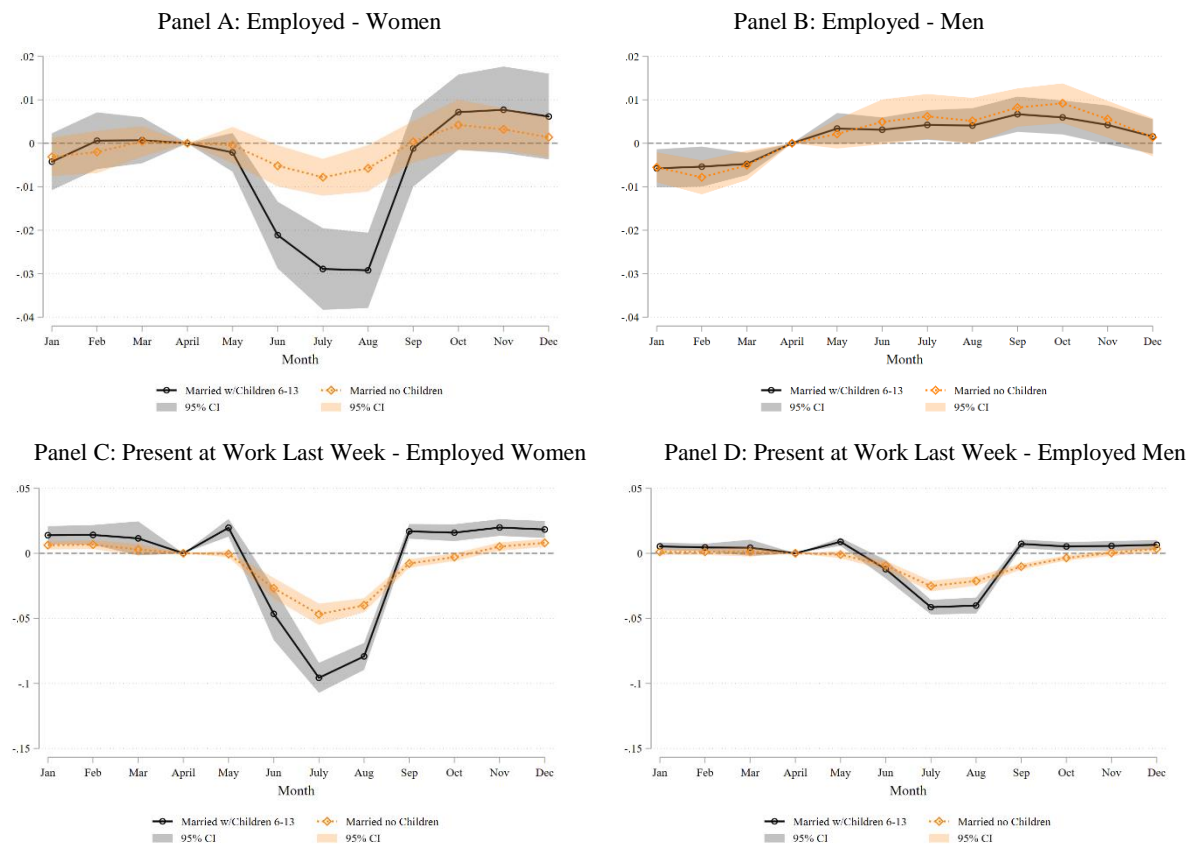 Panel A: Employed - Women
.02
.01
0
-.01
-.02
-.03
-.04
Jan Feb Mar April May Jun July Aug Sep Oct Nov Dec
Month
Married w/Children 6-13 Married no Children
95% CI 95% CI
Panel B: Employed - Men
.02
.01
0
-.01
-.02
-.03
-.04
Jan Feb Mar April May Jun July Aug Sep Oct Nov Dec
Month
Married w/Children 6-13 Married no Children
95% CI 95% CI
Panel C: Present at Work Last Week - Employed Women
.05
0
-.05
-.1
-.15
Jan Feb Mar April May Jun July Aug Sep Oct Nov Dec
Month
Married w/Children 6-13 Married no Children
95% CI 95% CI
Panel D: Present at Work Last Week - Employed Men
.05
0
-.05
-.1
-.15
Jan Feb Mar April May Jun July Aug Sep Oct Nov Dec
Month
Married w/Children 6-13 Married no Children
95% CI 95% CI